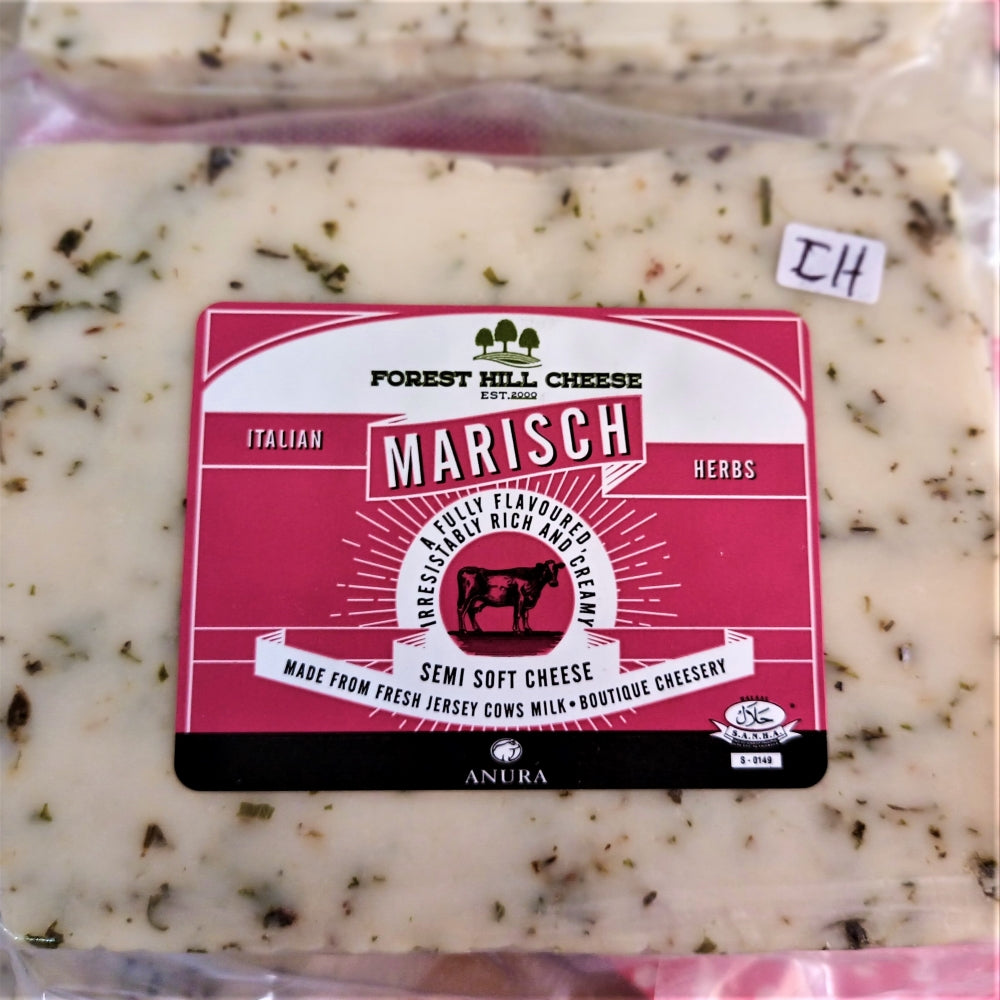 IH
FOREST HILL CHEESE
EST.2000
ITALIAN
MARISCH
HERBS
A FULLY FLAVOURED,
IRRESISTABLY RICH AND CREAMY
SEMI SOFT CHEESE
MADE FROM FRESH JERSEY COWS MILK • BOUTIQUE CHEESERY
حلال
S.A.N.H.A.
S - 0149
ANURA